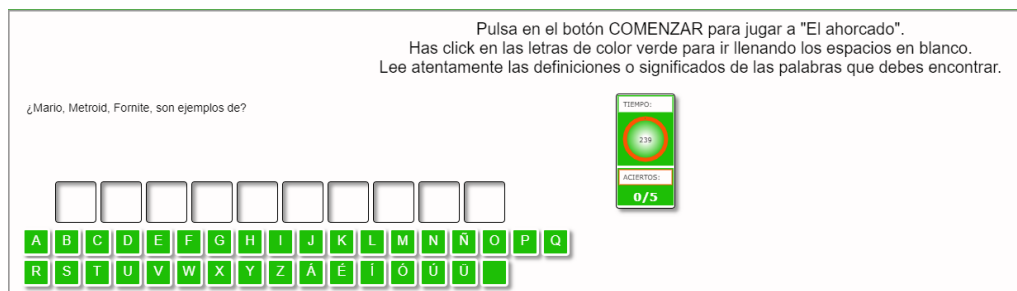 Pulsa en el botón COMENZAR para jugar a "El ahorcado".
Has click en las letras de color verde para ir llenando los espacios en blanco.
Lee atentamente las definiciones o significados de las palabras que debes encontrar.
¿Mario, Metroid, Fornite, son ejemplos de?
TIEMPO:
239
ACIERTOS:
0/5
A B C D E F G H I J K L M N Ñ O P Q
R S T U V W X Y Z Á É Í Ó Ú Ü